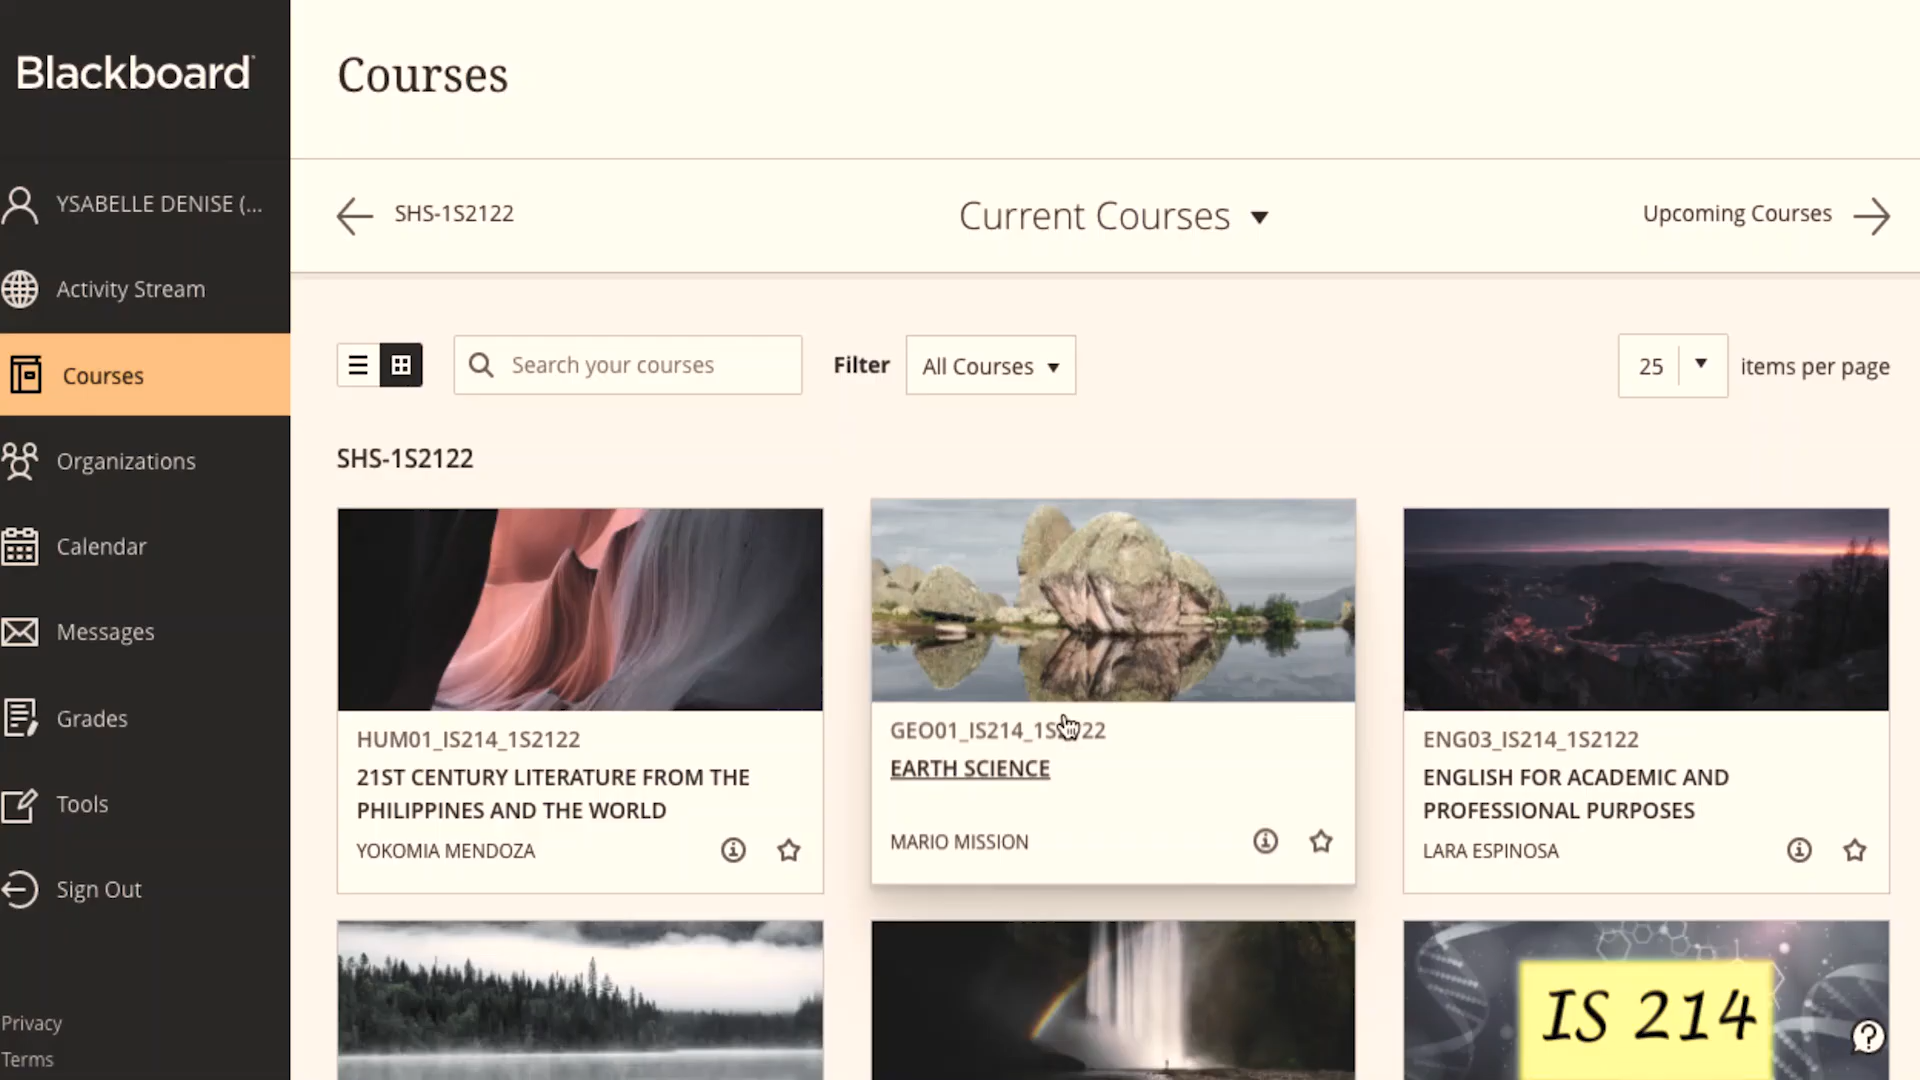 Blackboard
Courses
YSABELLE DENISE (...
SHS-1S2122
Current Courses
Upcoming Courses
Activity Stream
Courses
Search your courses
Filter
All Courses
25
items per page
Organizations
SHS-1S2122
Calendar
Messages
Grades
HUM01_IS214_1S2122
21ST CENTURY LITERATURE FROM THE
PHILIPPINES AND THE WORLD
YOKOMIA MENDOZA
GEO01_IS214_1S2122
EARTH SCIENCE
MARIO MISSION
ENG03_IS214_1S2122
ENGLISH FOR ACADEMIC AND
PROFESSIONAL PURPOSES
LARA ESPINOSA
Tools
Sign Out
IS 214
Privacy
Terms